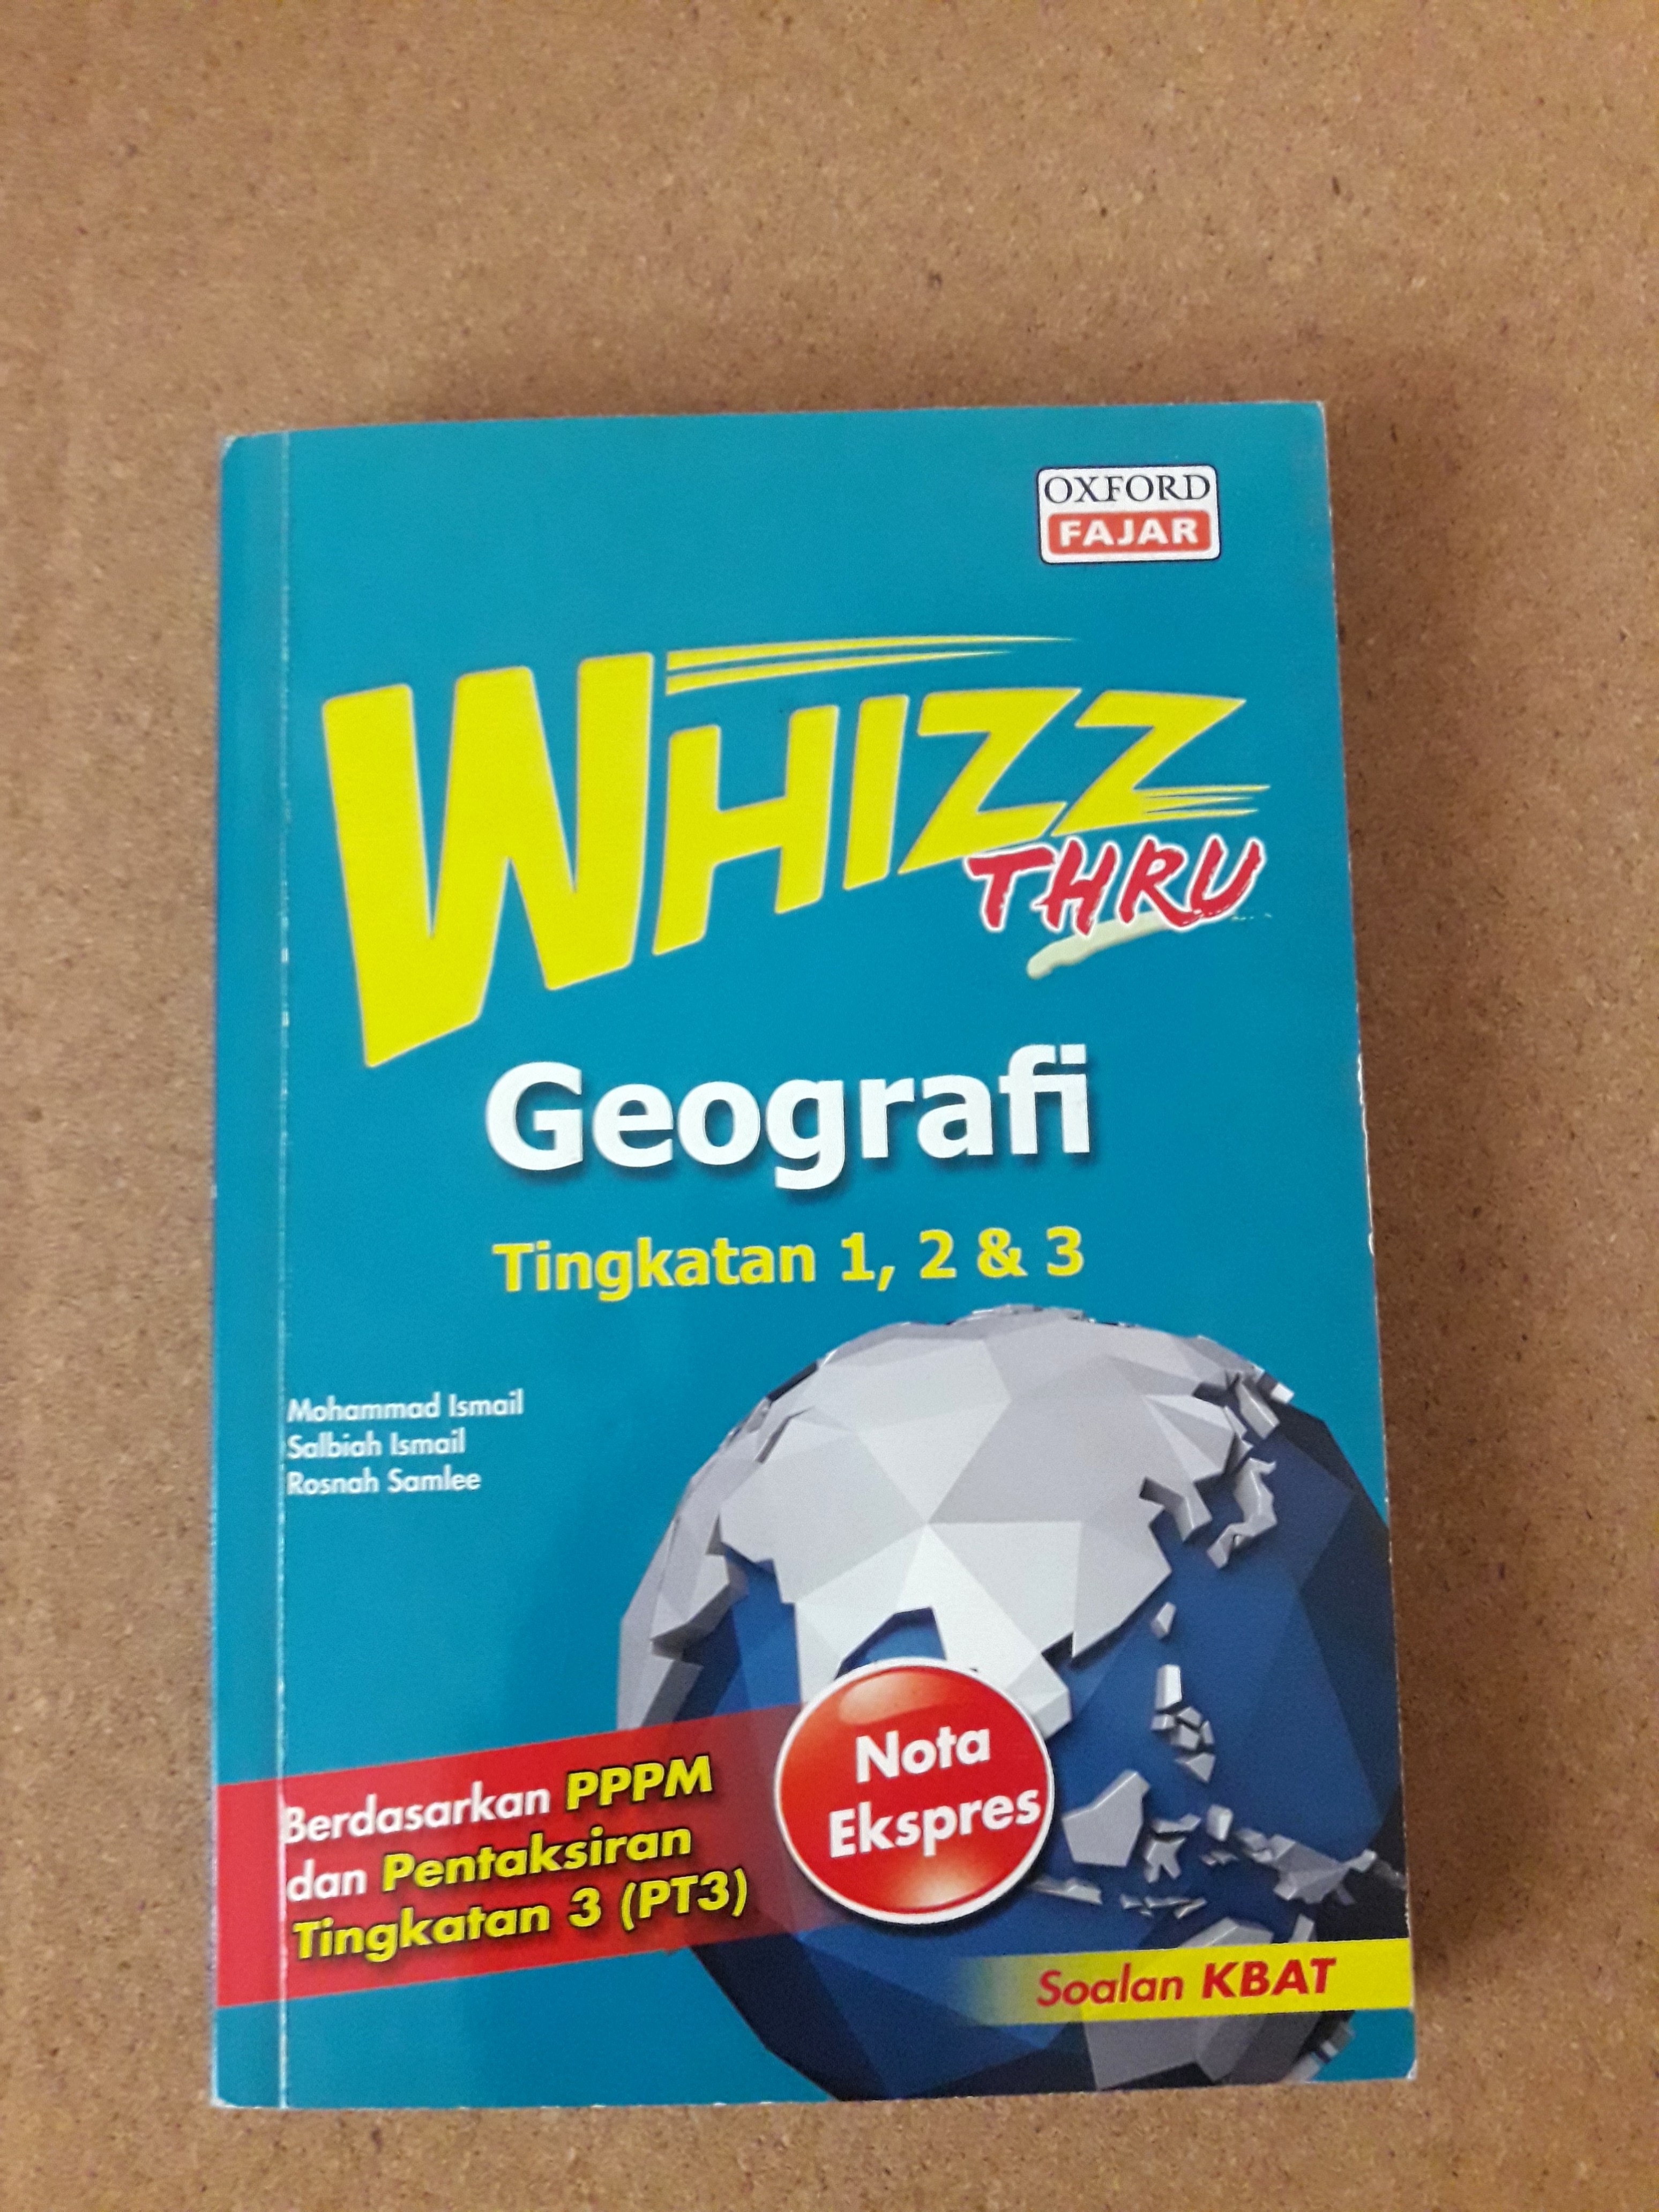 OXFORD
FAJAR
WHIZZ
THRU
Geografi
Tingkatan 1, 2 & 3
Mohammad Ismail
Salbiah Ismail
Rosnah Samlee
Berdasarkan PPPM
dan Pentaksiran
Tingkatan 3 (PT3)
Nota
Ekspres
Soalan KBAT